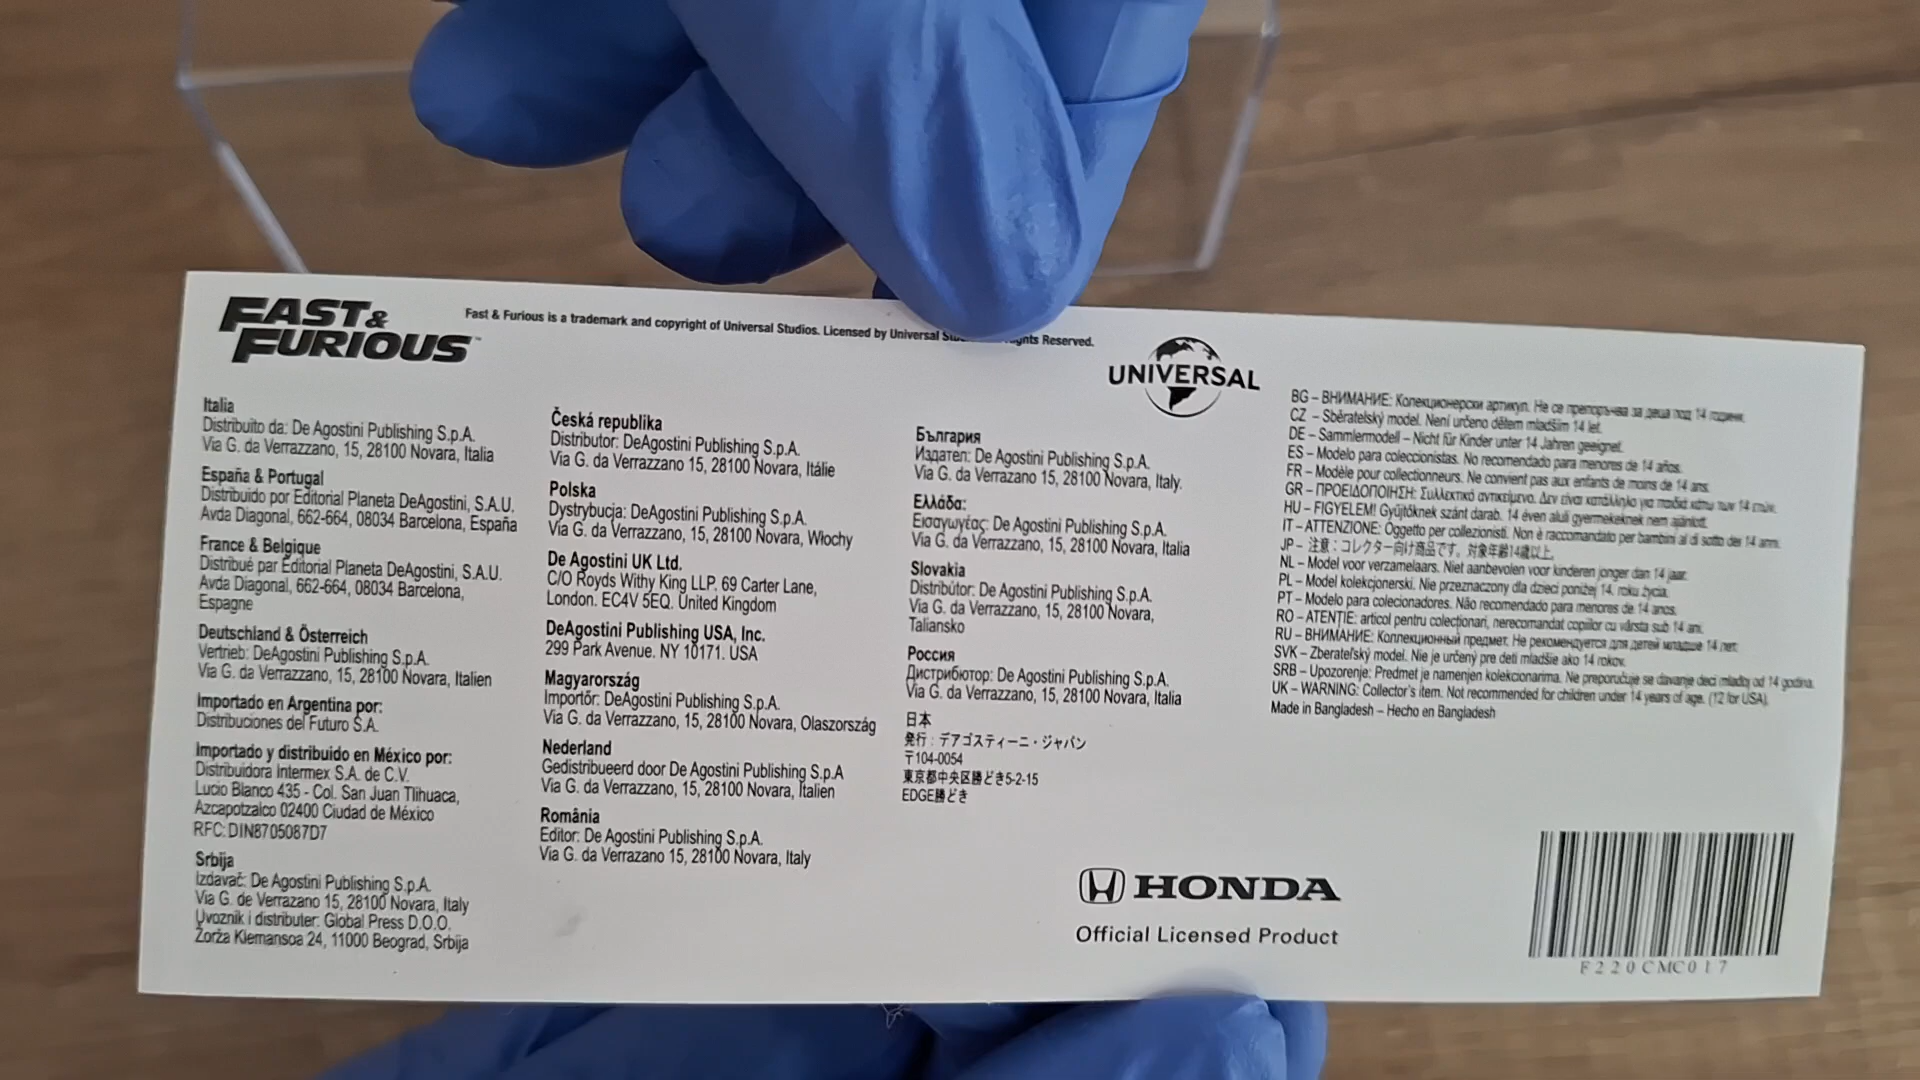 FAST & FURIOUS™
Fast & Furious is a trademark and copyright of Universal Studios. Licensed by Universal Reserved.
UNIVERSAL
Italia
Distribuito da: De Agostini Publishing S.p.A.
Via G. da Verrazzano, 15, 28100 Novara, Italia
España & Portugal
Distribuido por Editorial Planeta DeAgostini, S.A.U.
Avda Diagonal, 662-664, 08034 Barcelona, España
France & Belgique
Distribué par Editorial Planeta DeAgostini, S.A.U.
Avda Diagonal, 662-664, 08034 Barcelona,
Espagne
Deutschland & Österreich
Vertrieb: DeAgostini Publishing S.p.A.
Via G. da Verrazzano, 15, 28100 Novara, Italien
Importado en Argentina por:
Distribuciones del Futuro S.A.
Importado y distribuido en México por:
Distribuidora Intermex S.A. de C.V.
Lucio Blanco 435 - Col. San Juan Tlihuaca,
Azcapotzalco 02400 Ciudad de México
RFC:DIN8705087D7
Srbija
Izdavač: De Agostini Publishing S.p.A.
Via G. de Verrazano 15, 28100 Novara, Italy
Uvoznik i distributer: Global Press D.O.O.
Žorža Klemansoa 24, 11000 Beograd, Srbija
Česká republika
Distributor: DeAgostini Publishing S.p.A.
Via G. da Verrazzano 15, 28100 Novara, Itálie
Polska
Dystrybucja: DeAgostini Publishing S.p.A.
Via G. da Verrazzano, 15, 28100 Novara, Włochy
De Agostini UK Ltd.
C/O Royds Withy King LLP. 69 Carter Lane,
London. EC4V 5EQ. United Kingdom
DeAgostini Publishing USA, Inc.
299 Park Avenue. NY 10171. USA
Magyarország
Importőr: DeAgostini Publishing S.p.A.
Via G. da Verrazzano, 15, 28100 Novara, Olaszország
Nederland
Gedistribueerd door De Agostini Publishing S.p.A
Via G. da Verrazzano, 15, 28100 Novara, Italien
România
Editor: De Agostini Publishing S.p.A.
Via G. da Verrazano 15, 28100 Novara, Italy
България
Издател: De Agostini Publishing S.p.A.
Via G. da Verrazano 15, 28100 Novara, Italy.
Ελλάδα:
Εισαγωγέας: De Agostini Publishing S.p.A.
Via G. da Verrazzano, 15, 28100 Novara, Italia
Slovakia
Distribútor: De Agostini Publishing S.p.A.
Via G. da Verrazzano, 15, 28100 Novara,
Taliansko
Россия
Дистрибютор: De Agostini Publishing S.p.A.
Via G. da Verrazzano, 15, 28100 Novara, Italia
日本
発行：デアゴスティーニ・ジャパン
〒104-0054
東京都中央区勝どき5-2-15
EDGE勝どき
BG – ВНИМАНИЕ: Колекционерски артикул. Не се препоръчва за деца под 14 години.
CZ – Sběratelský model. Není určeno dětem mladším 14 let.
DE – Sammlermodell – Nicht für Kinder unter 14 Jahren geeignet.
ES – Modelo para coleccionistas. No recomendado para menores de 14 años.
FR – Modèle pour collectionneurs. Ne convient pas aux enfants de moins de 14 ans.
GR – ΠΡΟΕΙΔΟΠΟΙΗΣΗ: Συλλεκτικό αντικείμενο. Δεν είναι κατάλληλο για παιδιά κάτω των 14 ετών.
HU – FIGYELEM! Gyűjtőknek szánt darab. 14 éven aluli gyermekeknek nem ajánlott.
IT – ATTENZIONE: Oggetto per collezionisti. Non è raccomandato per bambini al di sotto dei 14 anni.
JP – 注意：コレクター向け商品です。対象年齢14歳以上。
NL – Model voor verzamelaars. Niet aanbevolen voor kinderen jonger dan 14 jaar.
PL – Model kolekcjonerski. Nie przeznaczony dla dzieci poniżej 14. roku życia.
PT – Modelo para colecionadores. Não recomendado para menores de 14 anos.
RO – ATENȚIE: articol pentru colecționari, nerecomandat copiilor cu vârsta sub 14 ani.
RU – ВНИМАНИЕ: Коллекционный предмет. Не рекомендуется для детей младше 14 лет.
SVK – Zberateľský model. Nie je určený pre deti mladšie ako 14 rokov.
SRB – Upozorenje: Predmet je namenjen kolekcionarima. Ne preporučuje se davanje deci mlađoj od 14 godina.
UK – WARNING: Collector's item. Not recommended for children under 14 years of age. (12 for USA).
Made in Bangladesh – Hecho en Bangladesh
HONDA
Official Licensed Product
F220CMC017